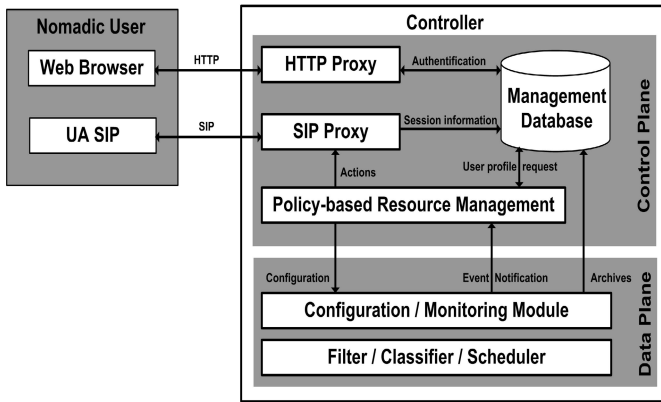 Nomadic User
Controller
Web Browser
HTTP
HTTP Proxy
Authentification
Management
Database
UA SIP
SIP
SIP Proxy
Session information
Actions
User profile request
Policy-based Resource Management
Control Plane
Configuration
Event Notification
Archives
Configuration / Monitoring Module
Filter / Classifier / Scheduler
Data Plane